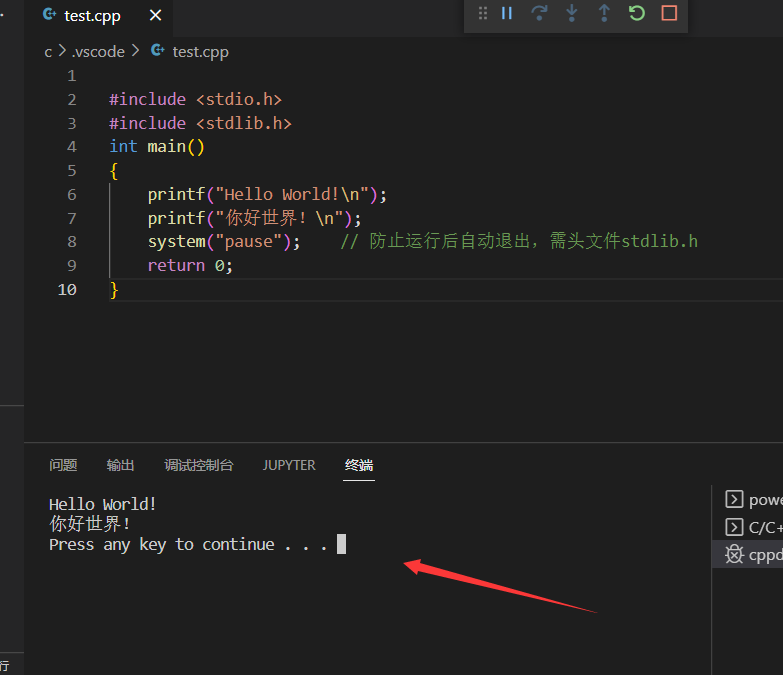 test.cpp
c > .vscode > test.cpp
1
2 #include <stdio.h>
3 #include <stdlib.h>
4 int main()
5 {
6 printf("Hello World!\n");
7 printf("你好世界！\n");
8 system("pause"); // 防止运行后自动退出，需头文件stdlib.h
9 return 0;
10 }
问题 输出 调试控制台 JUPYTER 终端
Hello World!
你好世界！
Press any key to continue . . .
powe
C/C+
cppd
行